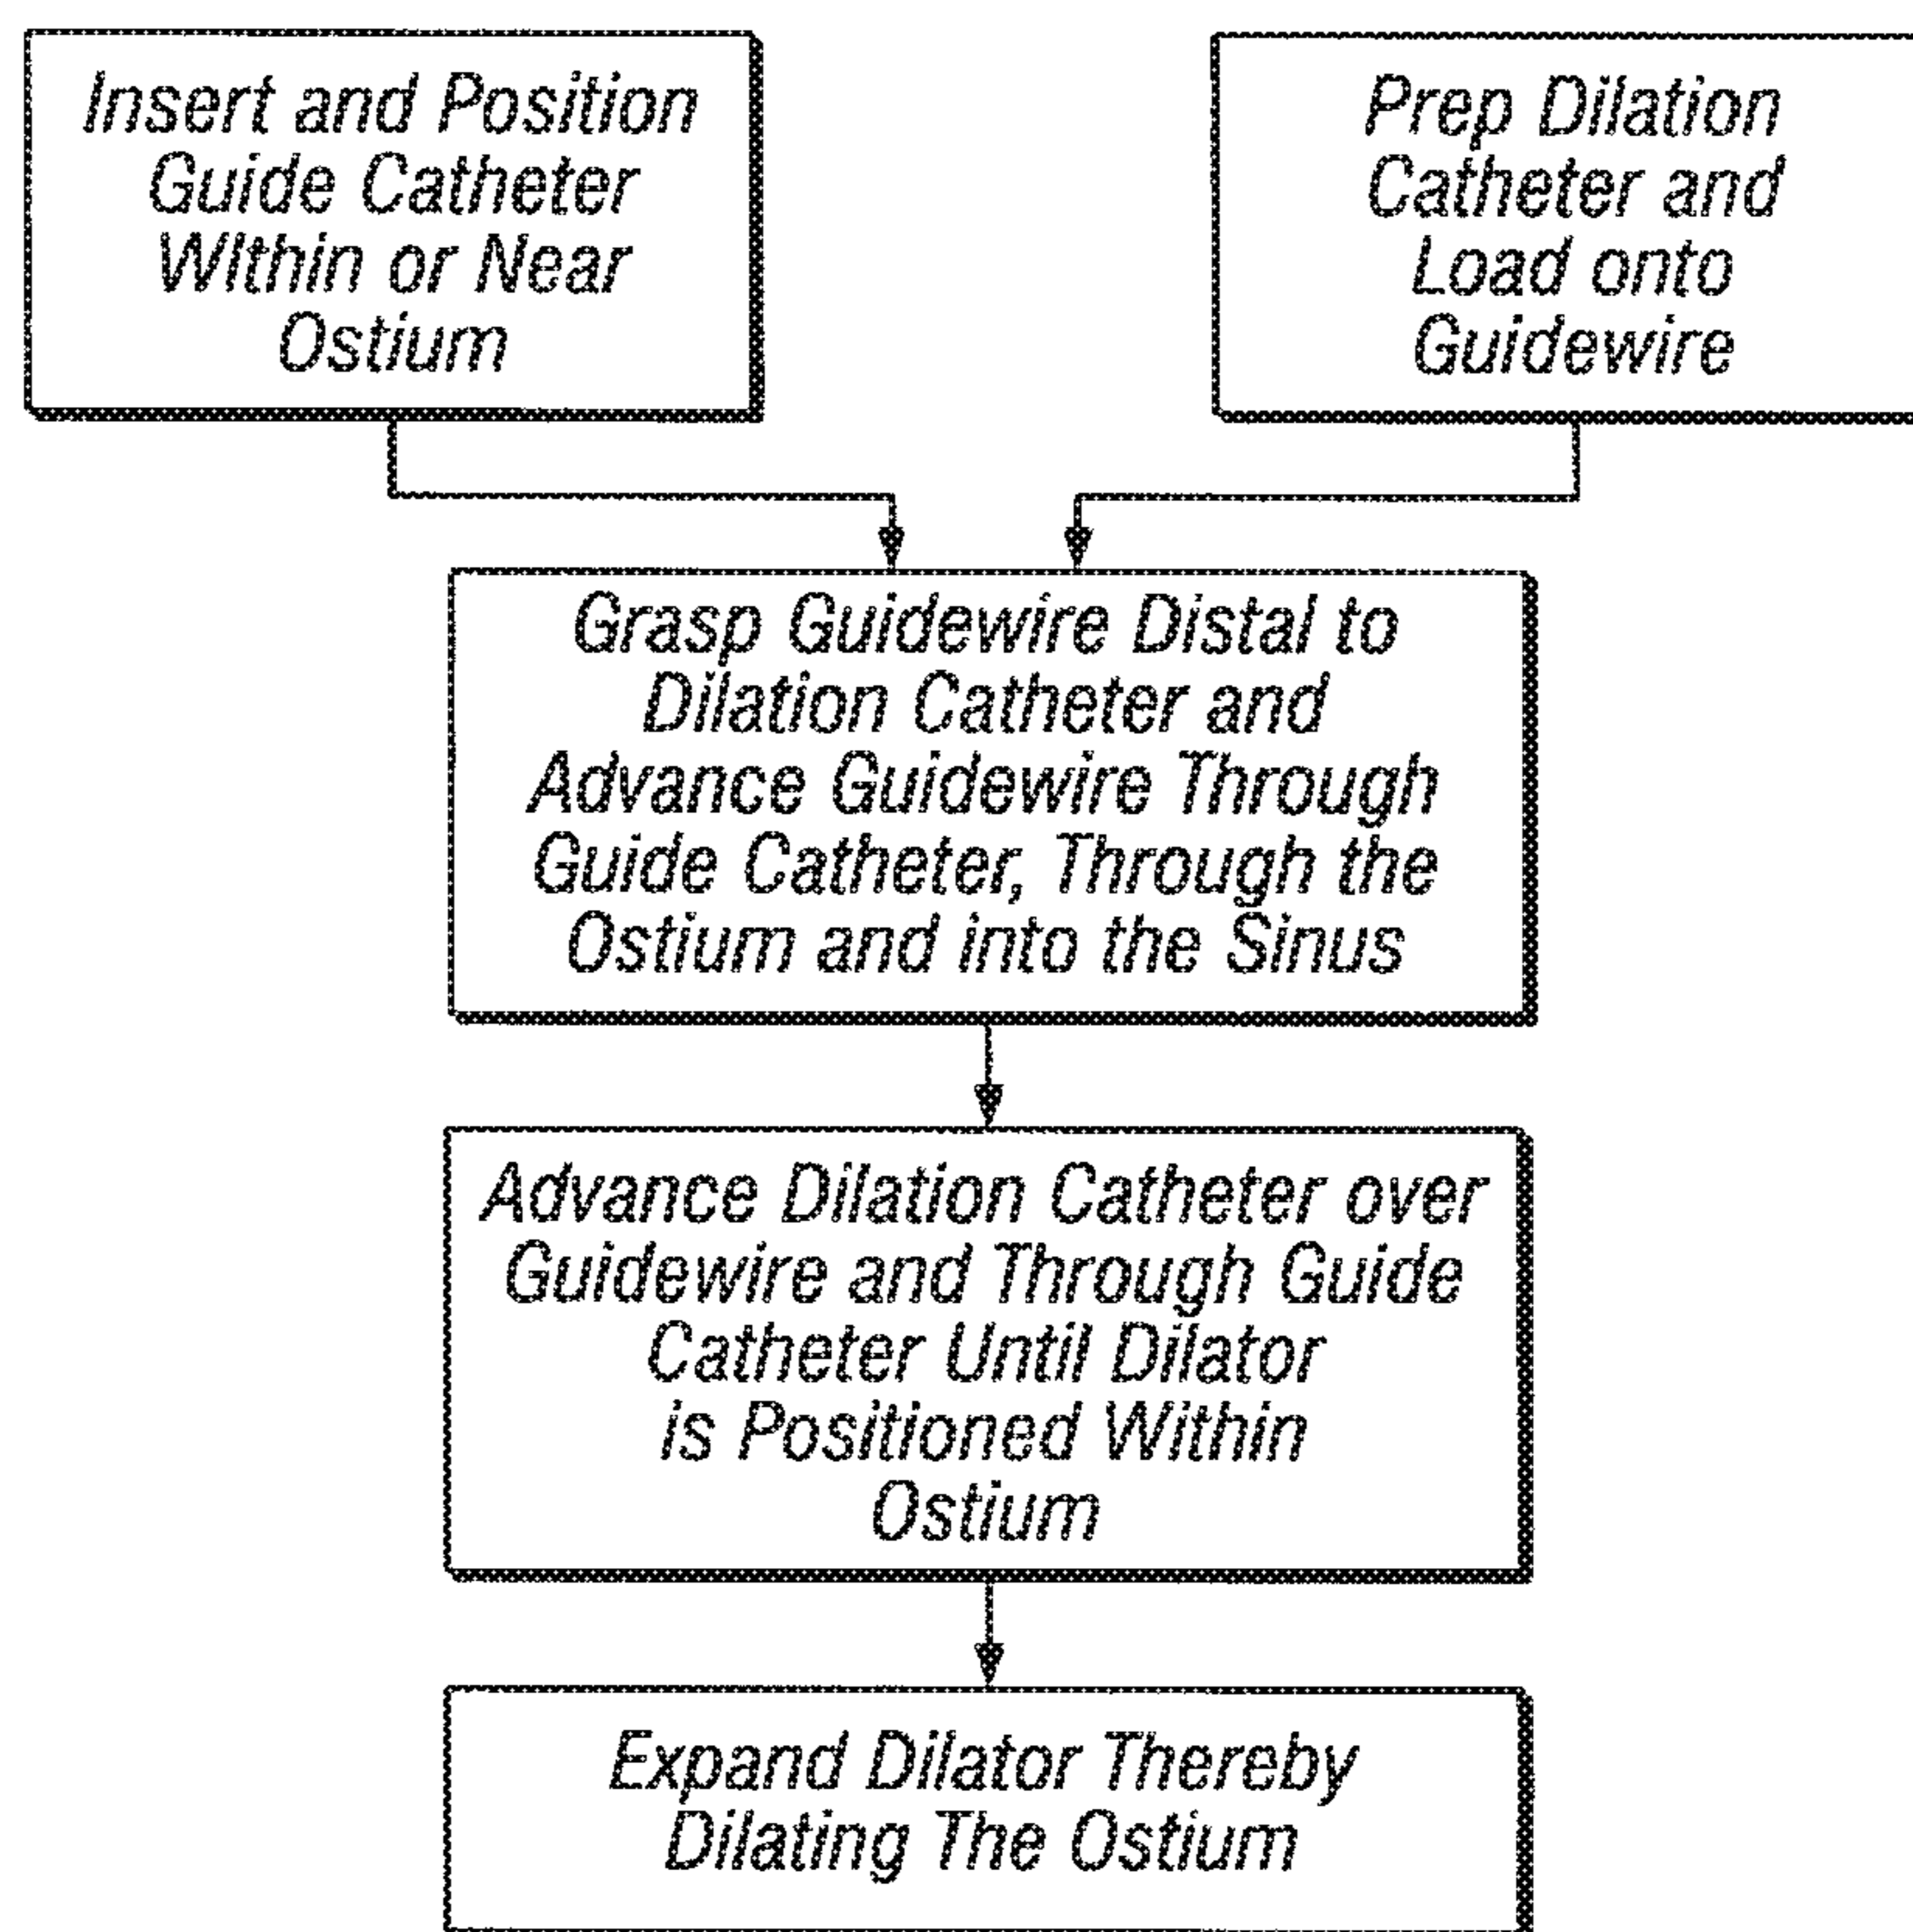 Insert and Position
Guide Catheter
WIthin or Near
Ostium
Prep Dilation
Catheter and
Load onto
Guidewire
Grasp Guidewire Distal to
Dilation Catheter and
Advance Guidewire Through
Guide Catheter, Through the
Ostium and into the Sinus
Advance Dilation Catheter over
Guidewire and Through Guide
Catheter Until Dilator
is Positioned Within
Ostium
Expand Dilator Thereby
Dilating The Ostium